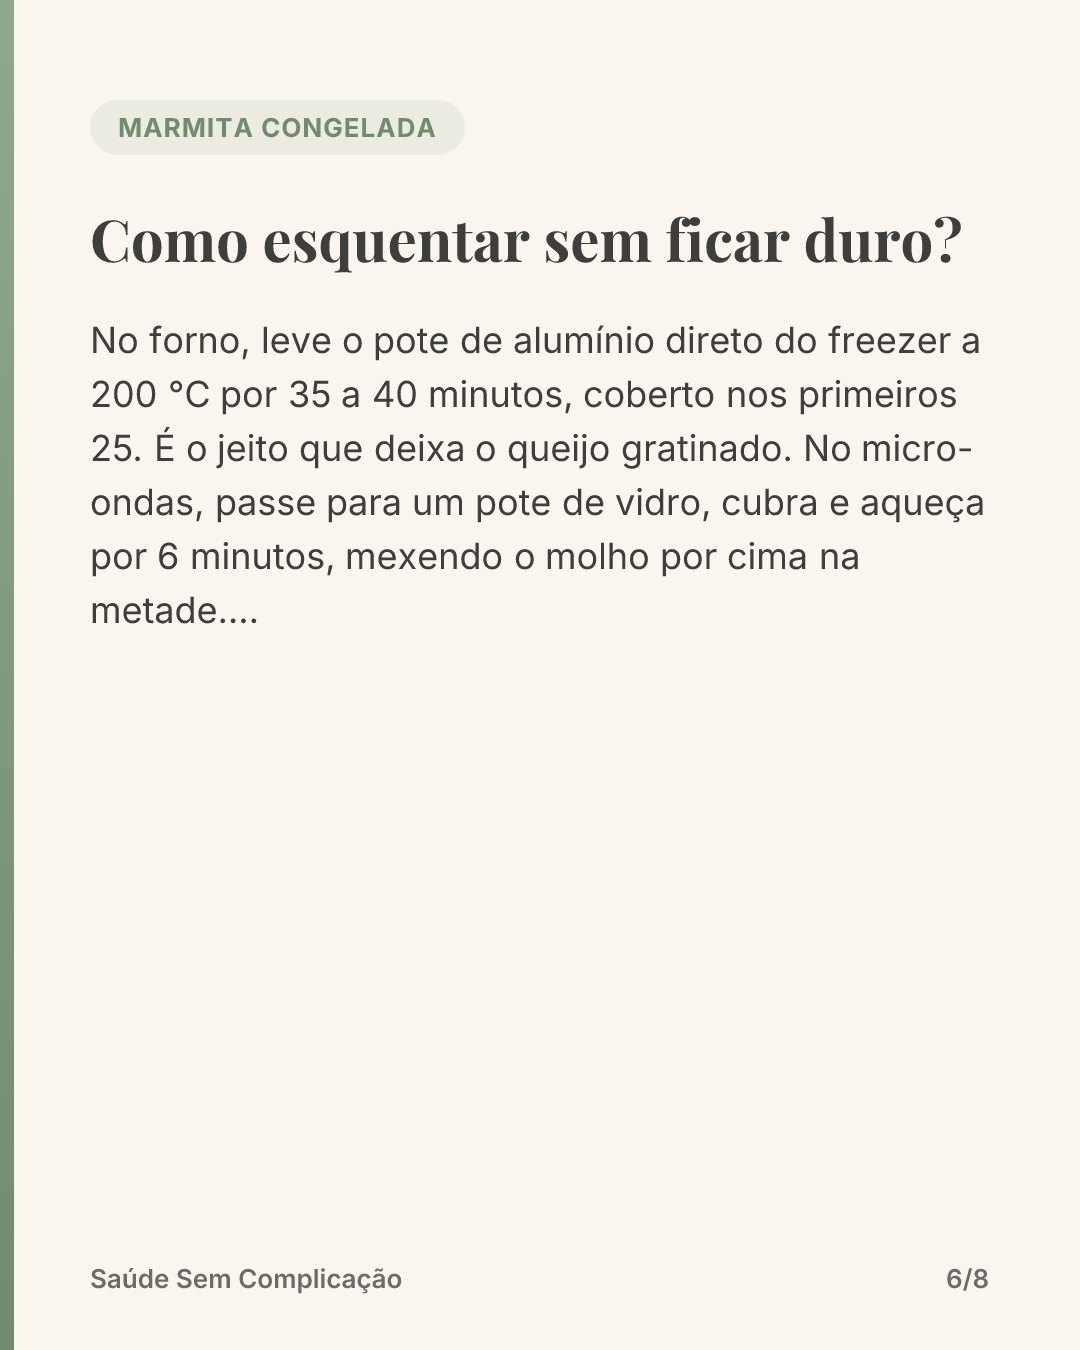 MARMITA CONGELADA
Como esquentar sem ficar duro?
No forno, leve o pote de alumínio direto do freezer a
200 °C por 35 a 40 minutos, coberto nos primeiros
25. É o jeito que deixa o queijo gratinado. No micro-
ondas, passe para um pote de vidro, cubra e aqueça
por 6 minutos, mexendo o molho por cima na
metade....
Saúde Sem Complicação
6/8